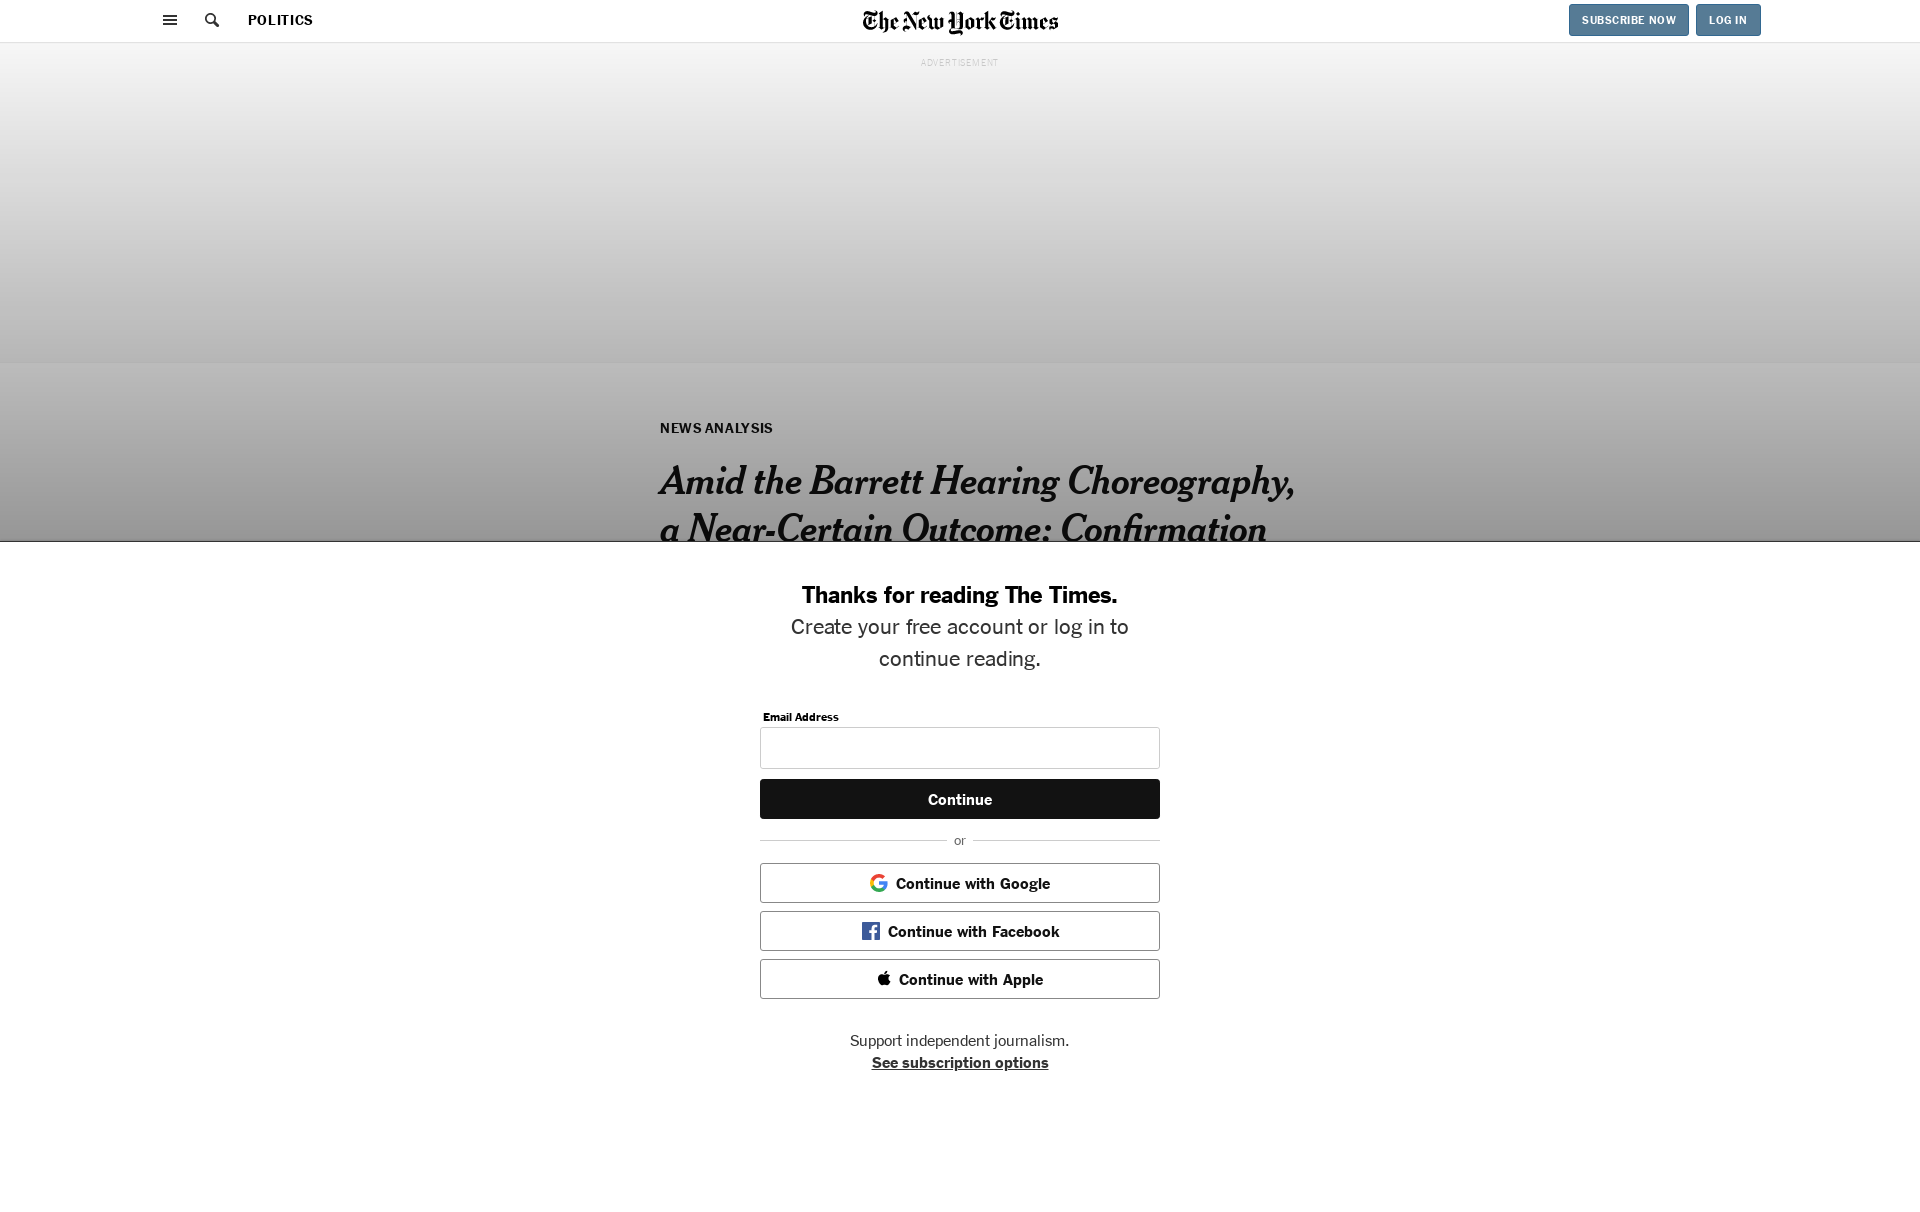 POLITICS
The New York Times
SUBSCRIBE NOW
LOG IN
ADVERTISEMENT
NEWS ANALYSIS
Amid the Barrett Hearing Choreography,
a Near-Certain Outcome: Confirmation
Thanks for reading The Times.
Create your free account or log in to
continue reading.
Email Address
Continue
or
Continue with Google
Continue with Facebook
Continue with Apple
Support independent journalism.
See subscription options